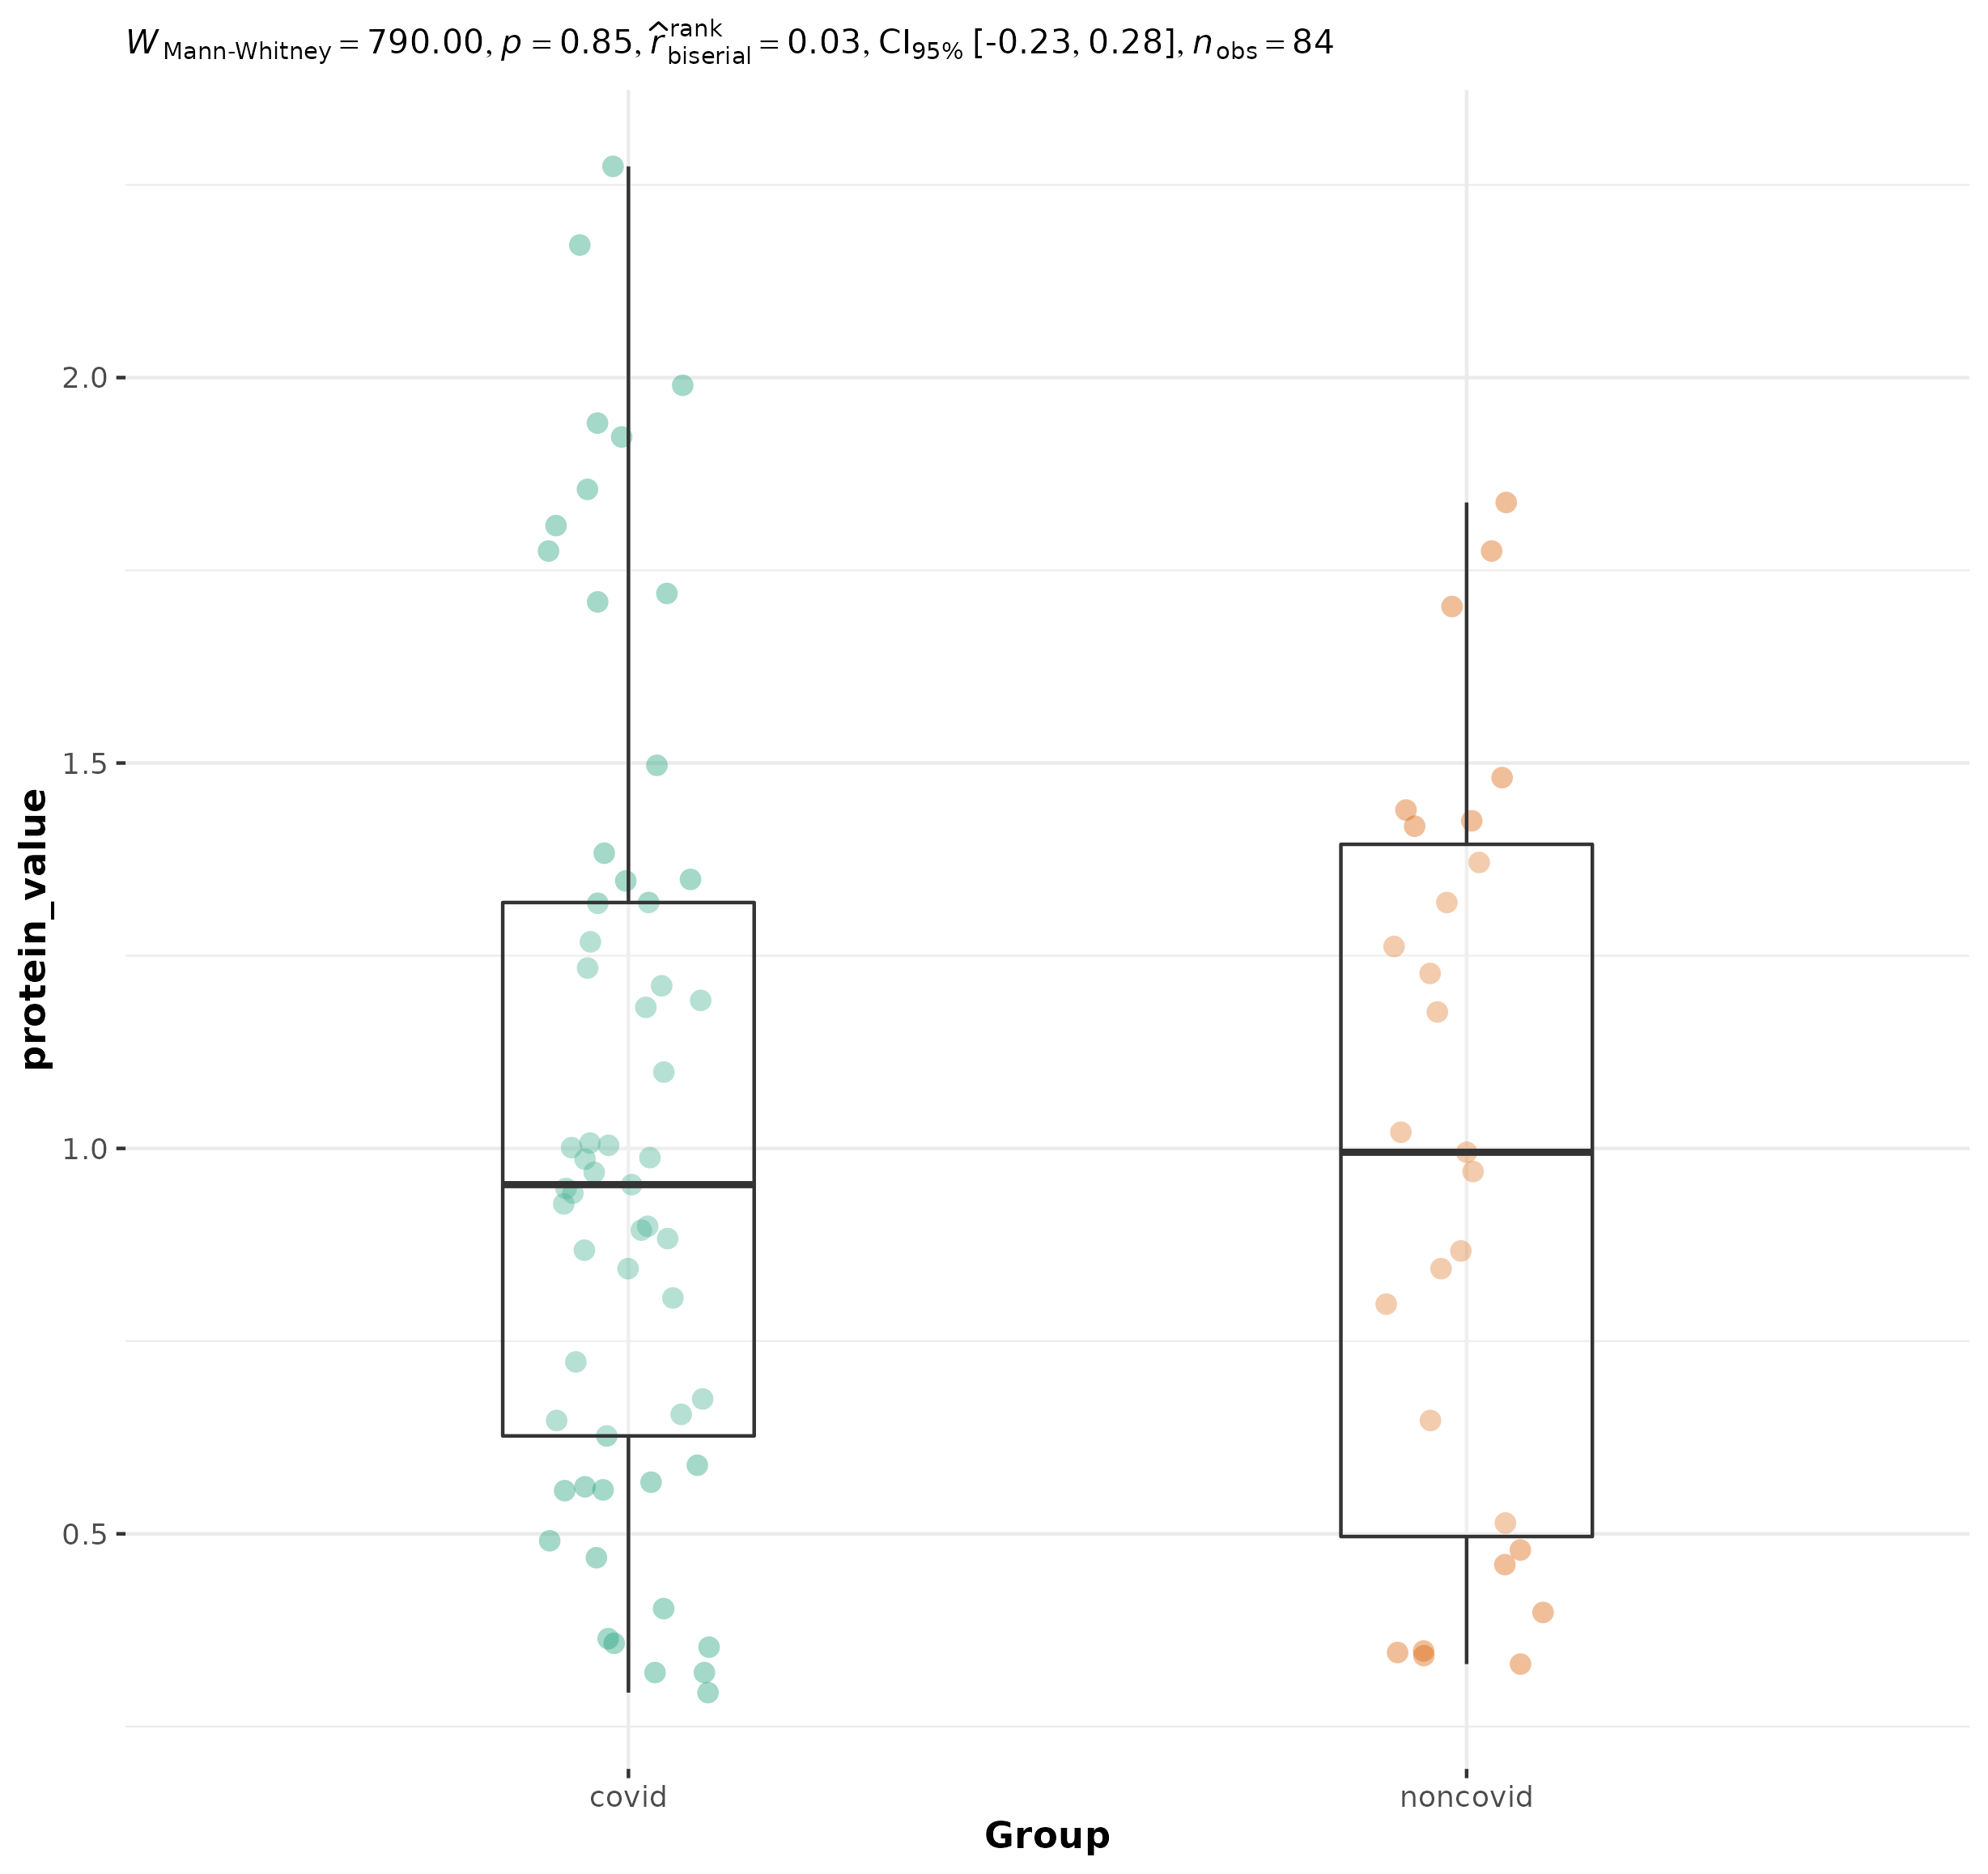 W Mann-Whitney = 790.00, p = 0.85, r̂ rank biserial = 0.03, CI95% [-0.23, 0.28], n obs = 84
protein_value
2.0
1.5
1.0
0.5
covid noncovid
Group